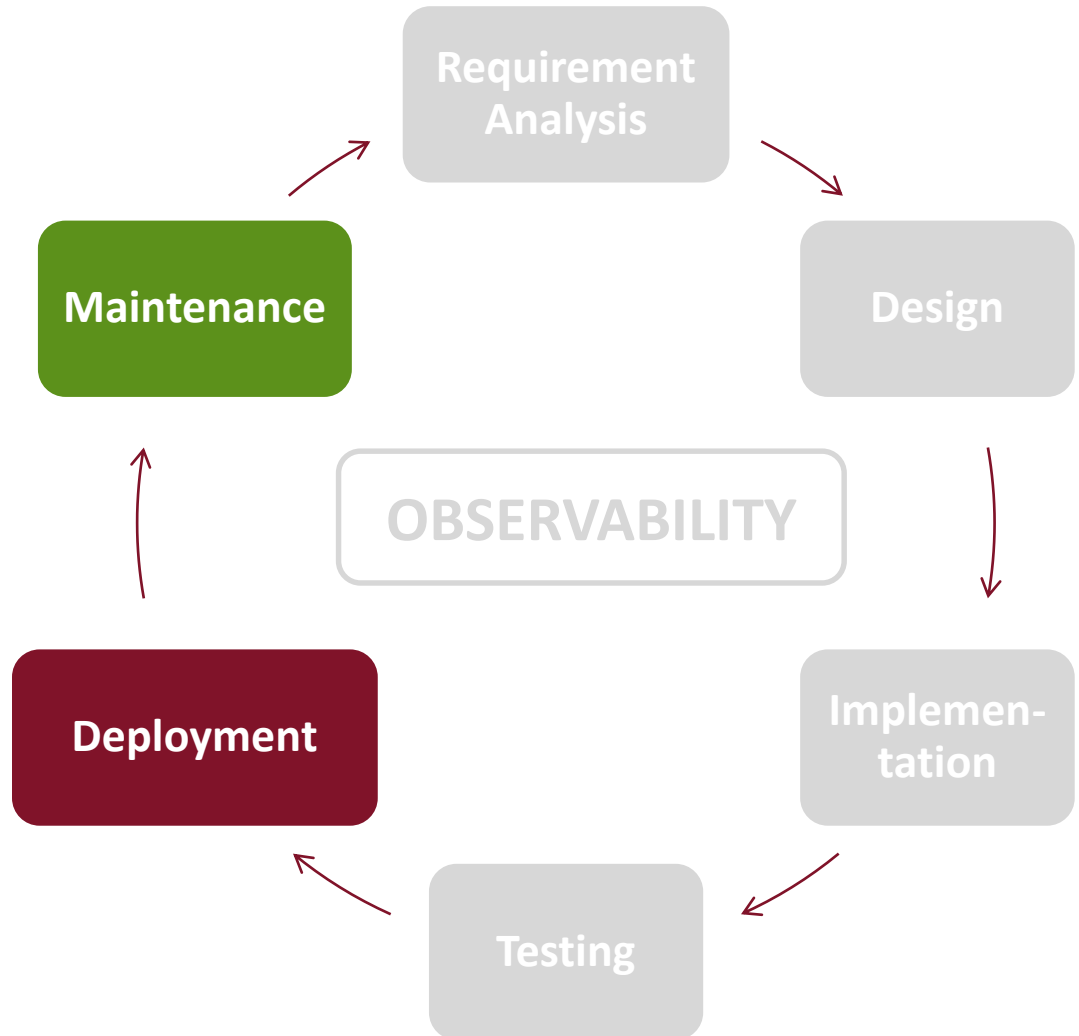 Requirement
Analysis
Maintenance
Design
OBSERVABILITY
Deployment
Implemen-
tation
Testing